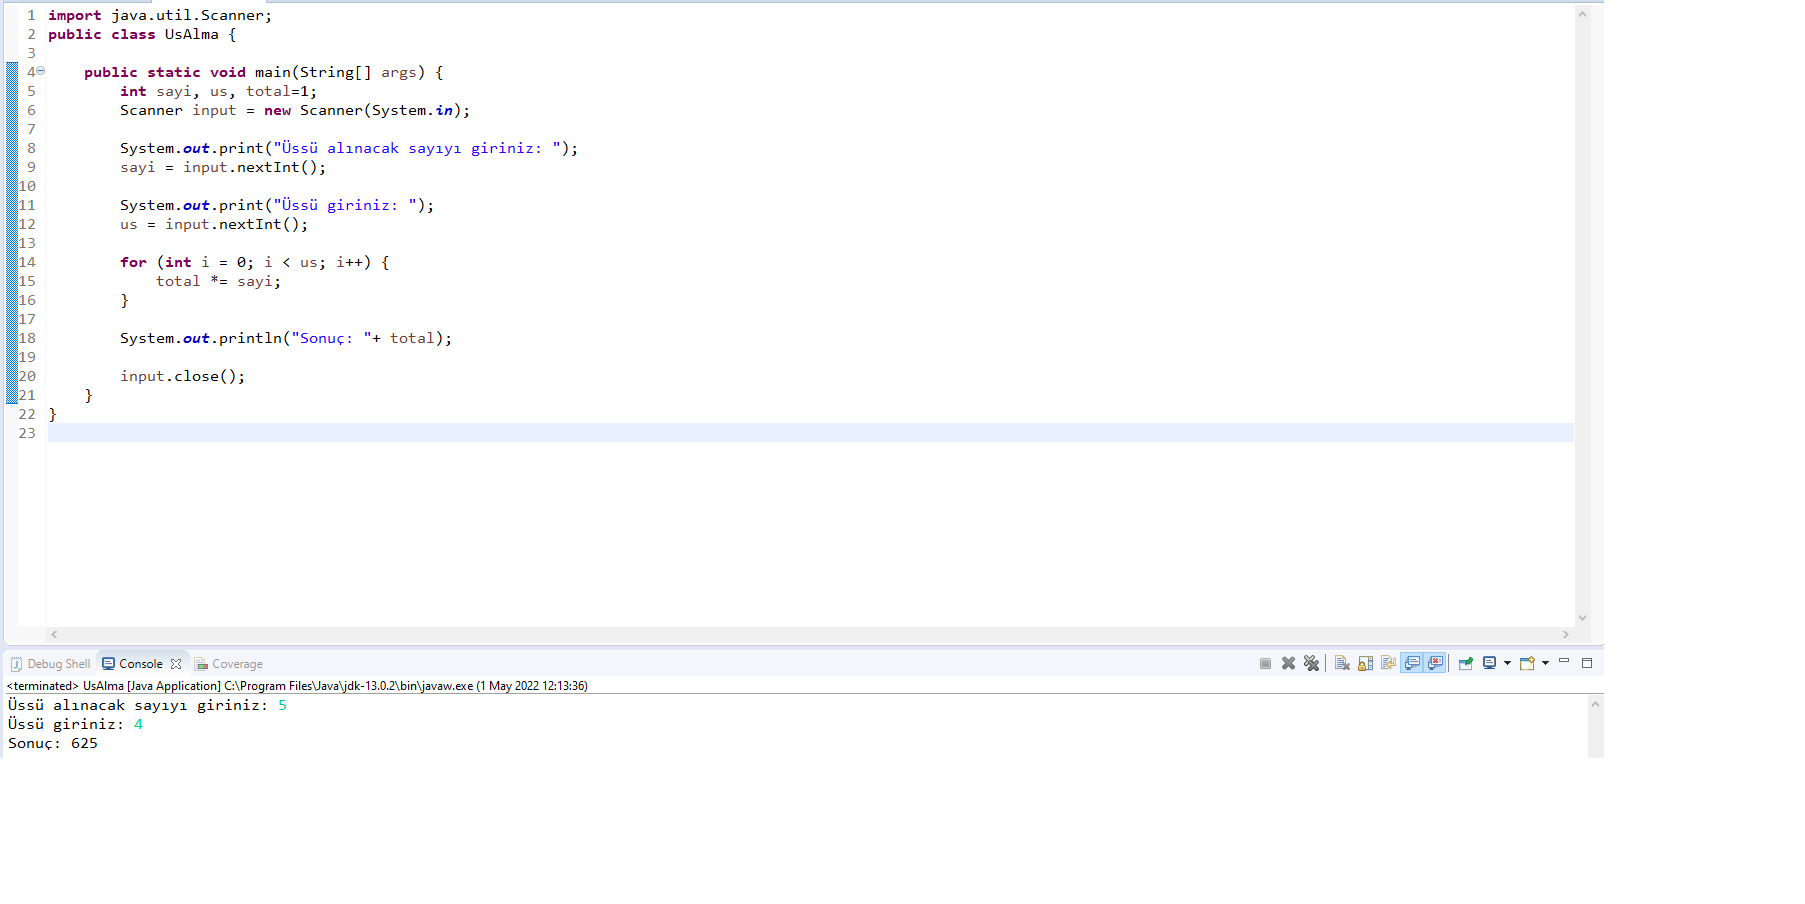 1 import java.util.Scanner;
2 public class UsAlma {
3
4 public static void main(String[] args) {
5 int sayi, us, total=1;
6 Scanner input = new Scanner(System.in);
7
8 System.out.print("Üssü alınacak sayıyı giriniz: ");
9 sayi = input.nextInt();
10
11 System.out.print("Üssü giriniz: ");
12 us = input.nextInt();
13
14 for (int i = 0; i < us; i++) {
15 total *= sayi;
16 }
17
18 System.out.println("Sonuç: "+ total);
19
20 input.close();
21 }
22 }
23
Debug Shell Console Coverage
<terminated> UsAlma [Java Application] C:\Program Files\Java\jdk-13.0.2\bin\javaw.exe (1 May 2022 12:13:36)
Üssü alınacak sayıyı giriniz: 5
Üssü giriniz: 4
Sonuç: 625